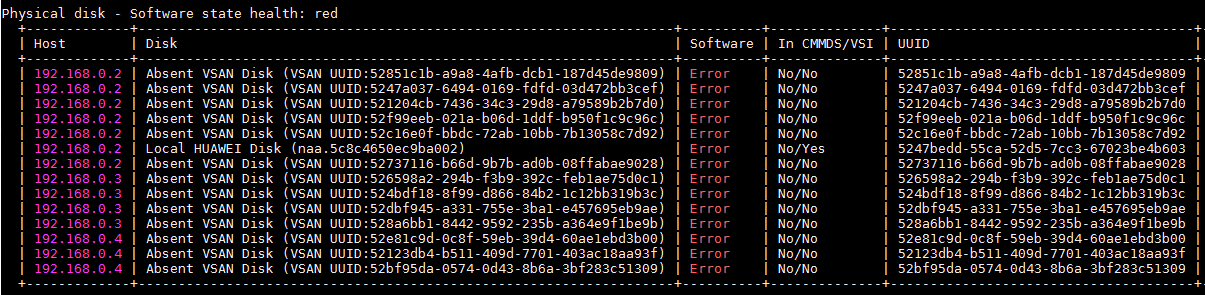 Physical disk - Software state health: red
+-------------+----------------------------------------------------------------+----------+--------------+--------------------------------------+
| Host | Disk | Software | In CMMDS/VSI | UUID |
+-------------+----------------------------------------------------------------+----------+--------------+--------------------------------------+
| 192.168.0.2 | Absent VSAN Disk (VSAN UUID:52851c1b-a9a8-4afb-dcb1-187d45de9809) | Error | No/No | 52851c1b-a9a8-4afb-dcb1-187d45de9809 |
| 192.168.0.2 | Absent VSAN Disk (VSAN UUID:5247a037-6494-0169-fdfd-03d472bb3cef) | Error | No/No | 5247a037-6494-0169-fdfd-03d472bb3cef |
| 192.168.0.2 | Absent VSAN Disk (VSAN UUID:521204cb-7436-34c3-29d8-a79589b2b7d0) | Error | No/No | 521204cb-7436-34c3-29d8-a79589b2b7d0 |
| 192.168.0.2 | Absent VSAN Disk (VSAN UUID:52f99eeb-021a-b06d-1ddf-b950f1c9c96c) | Error | No/No | 52f99eeb-021a-b06d-1ddf-b950f1c9c96c |
| 192.168.0.2 | Absent VSAN Disk (VSAN UUID:52c16e0f-bbdc-72ab-10bb-7b13058c7d92) | Error | No/No | 52c16e0f-bbdc-72ab-10bb-7b13058c7d92 |
| 192.168.0.2 | Local HUAWEI Disk (naa.5c8c4650ec9ba002) | Error | No/Yes | 5247bedd-55ca-52d5-7cc3-67023be4b603 |
| 192.168.0.2 | Absent VSAN Disk (VSAN UUID:52737116-b66d-9b7b-ad0b-08ffabae9028) | Error | No/No | 52737116-b66d-9b7b-ad0b-08ffabae9028 |
| 192.168.0.3 | Absent VSAN Disk (VSAN UUID:526598a2-294b-f3b9-392c-feb1ae75d0c1) | Error | No/No | 526598a2-294b-f3b9-392c-feb1ae75d0c1 |
| 192.168.0.3 | Absent VSAN Disk (VSAN UUID:524bdf18-8f99-d866-84b2-1c12bb319b3c) | Error | No/No | 524bdf18-8f99-d866-84b2-1c12bb319b3c |
| 192.168.0.3 | Absent VSAN Disk (VSAN UUID:52dbf945-a331-755e-3ba1-e457695eb9ae) | Error | No/No | 52dbf945-a331-755e-3ba1-e457695eb9ae |
| 192.168.0.3 | Absent VSAN Disk (VSAN UUID:528a6bb1-8442-9592-235b-a364e9f1be9b) | Error | No/No | 528a6bb1-8442-9592-235b-a364e9f1be9b |
| 192.168.0.4 | Absent VSAN Disk (VSAN UUID:52e81c9d-0c8f-59eb-39d4-60ae1ebd3b00) | Error | No/No | 52e81c9d-0c8f-59eb-39d4-60ae1ebd3b00 |
| 192.168.0.4 | Absent VSAN Disk (VSAN UUID:52123db4-b511-409d-7701-403ac18aa93f) | Error | No/No | 52123db4-b511-409d-7701-403ac18aa93f |
| 192.168.0.4 | Absent VSAN Disk (VSAN UUID:52bf95da-0574-0d43-8b6a-3bf283c51309) | Error | No/No | 52bf95da-0574-0d43-8b6a-3bf283c51309 |
+-------------+----------------------------------------------------------------+----------+--------------+--------------------------------------+